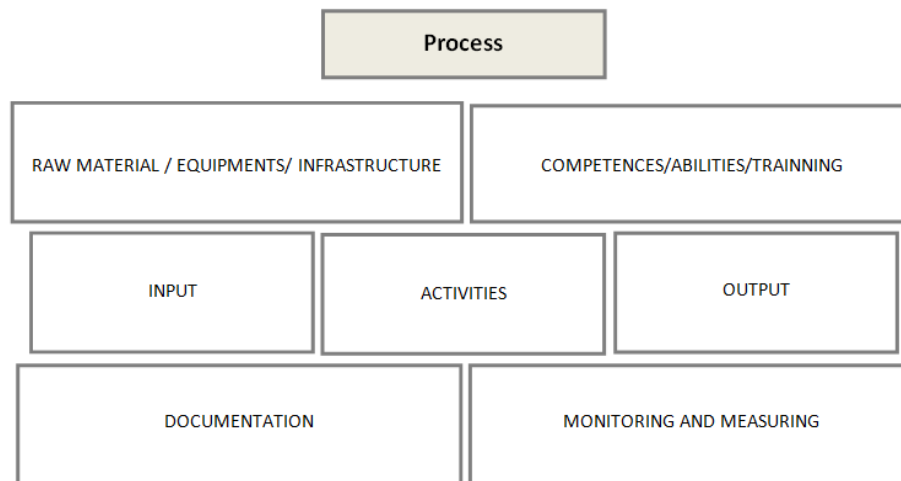 Process
RAW MATERIAL / EQUIPMENTS/ INFRASTRUCTURE
COMPETENCES/ABILITIES/TRAINNING
INPUT
ACTIVITIES
OUTPUT
DOCUMENTATION
MONITORING AND MEASURING